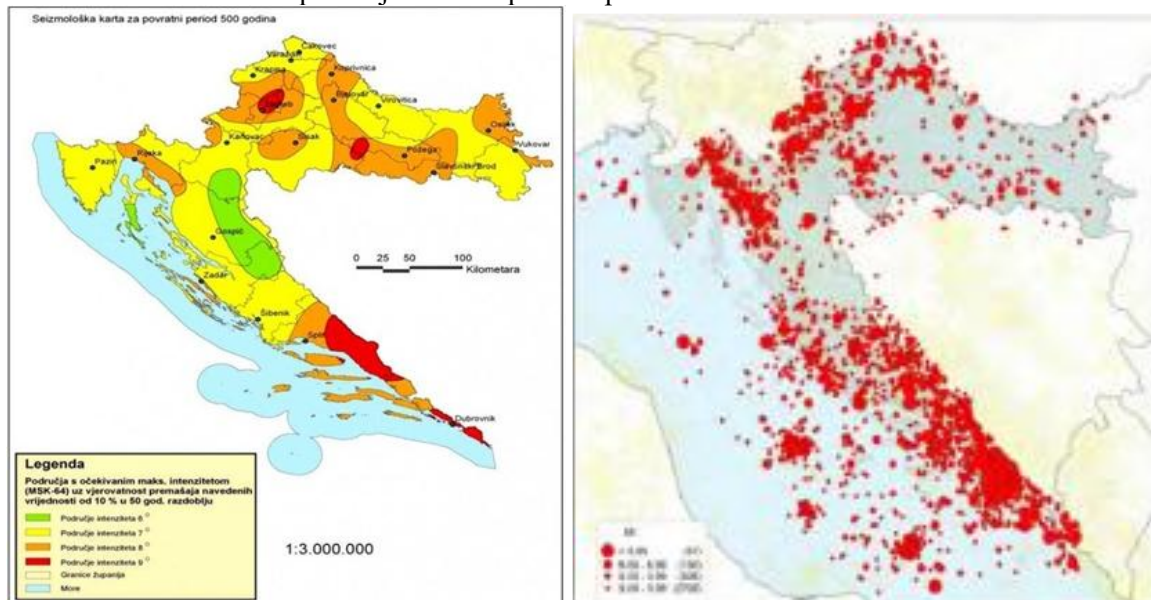 Seizmološka karta za povratni period 500 godina
Čakovec
Varaždin
Krapina
Koprivnica
Bjelovar
Virovitica
Zagreb
Karlovac
Sisak
Osijek
Vukovar
Požega
Slavonski Brod
Rijeka
Pazin
Gospić
0 25 50 100
Kilometara
Zadar
Šibenik
Split
Dubrovnik
Legenda
Područja s očekivanim maks. intenzitetom
(MSK-64) uz vjerovatnost premašaja navedenih
vrijednosti od 10 % u 50 god. razdoblju
Područje intenziteta 6 °
Područje intenziteta 7 °
Područje intenziteta 8 °
Područje intenziteta 9 °
Granice županija
More
1:3.000.000